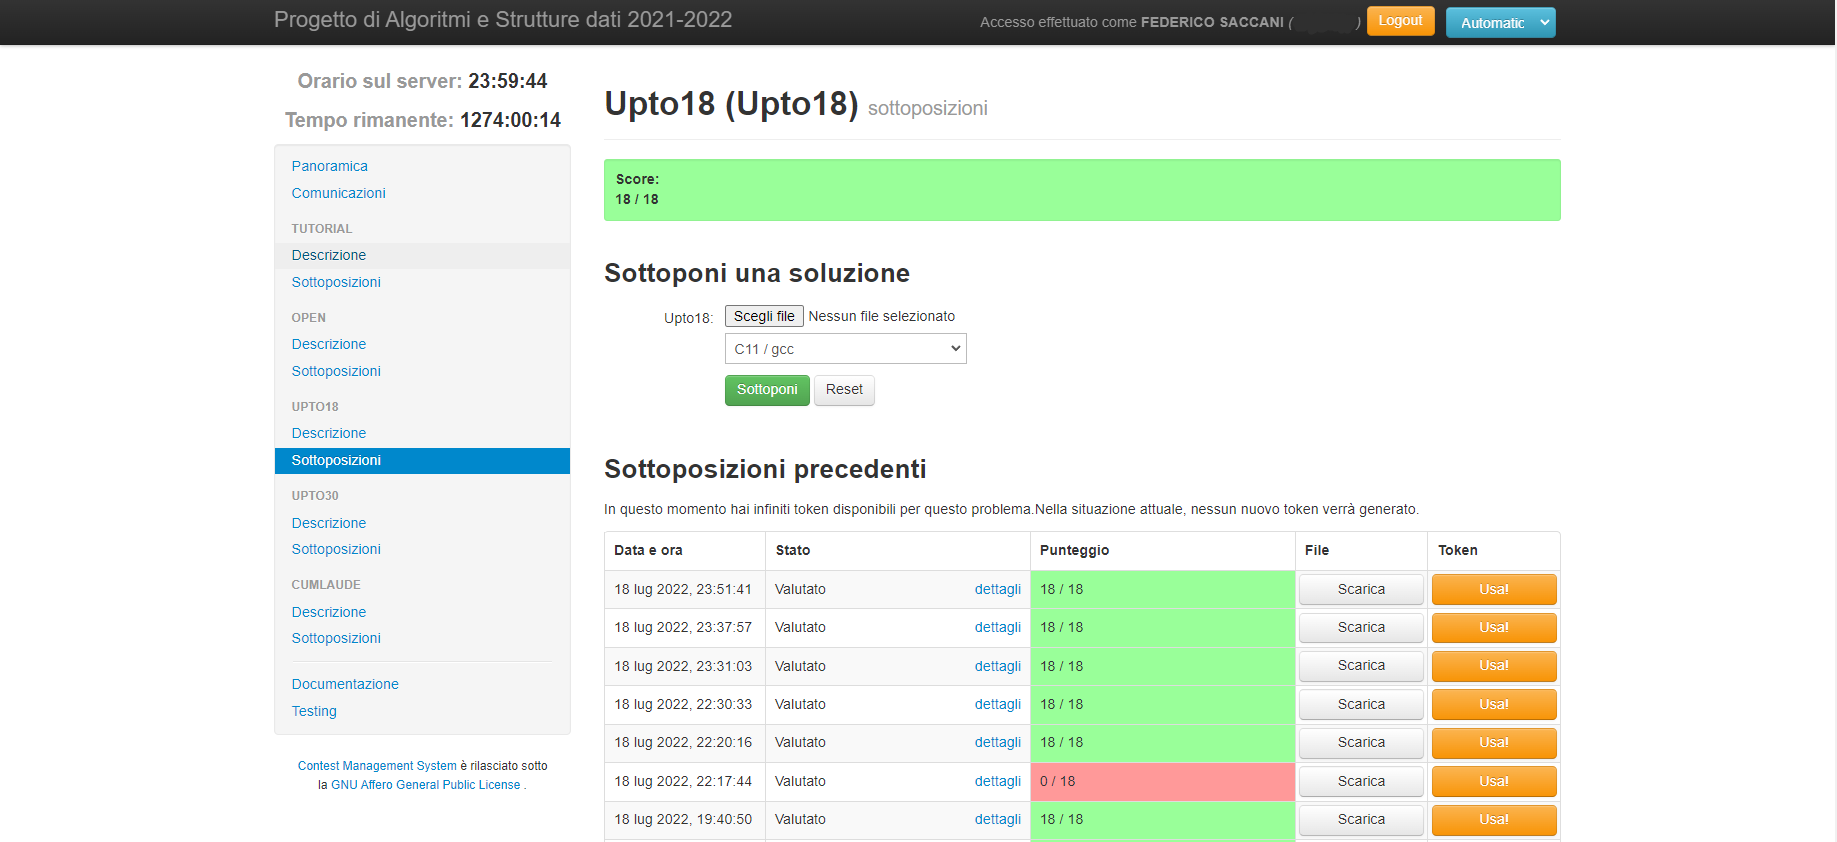 Progetto di Algoritmi e Strutture dati 2021-2022
Accesso effettuato come FEDERICO SACCANI ( )
Logout
Automatic
Orario sul server: 23:59:44
Tempo rimanente: 1274:00:14
Panoramica
Comunicazioni
TUTORIAL
Descrizione
Sottoposizioni
OPEN
Descrizione
Sottoposizioni
UPTO18
Descrizione
Sottoposizioni
UPTO30
Descrizione
Sottoposizioni
CUMLAUDE
Descrizione
Sottoposizioni
Documentazione
Testing
Contest Management System è rilasciato sotto
la GNU Affero General Public License .
Upto18 (Upto18) sottoposizioni
Score:
18 / 18
Sottoponi una soluzione
Upto18: Scegli file Nessun file selezionato
C11 / gcc
Sottoponi Reset
Sottoposizioni precedenti
In questo momento hai infiniti token disponibili per questo problema.Nella situazione attuale, nessun nuovo token verrà generato.
Data e ora Stato Punteggio File Token
18 lug 2022, 23:51:41 Valutato dettagli 18 / 18 Scarica Usa!
18 lug 2022, 23:37:57 Valutato dettagli 18 / 18 Scarica Usa!
18 lug 2022, 23:31:03 Valutato dettagli 18 / 18 Scarica Usa!
18 lug 2022, 22:30:33 Valutato dettagli 18 / 18 Scarica Usa!
18 lug 2022, 22:20:16 Valutato dettagli 18 / 18 Scarica Usa!
18 lug 2022, 22:17:44 Valutato dettagli 0 / 18 Scarica Usa!
18 lug 2022, 19:40:50 Valutato dettagli 18 / 18 Scarica Usa!